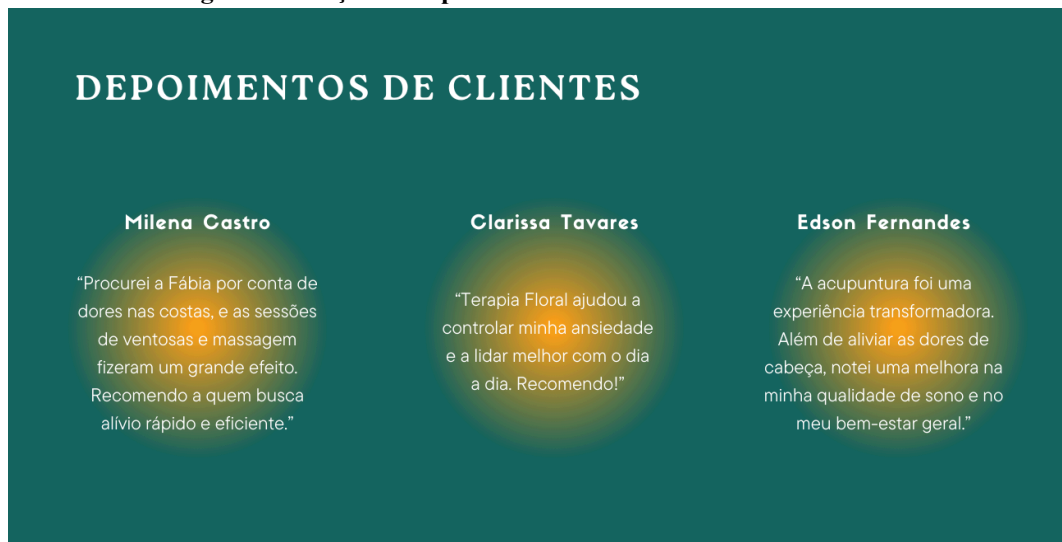 DEPOIMENTOS DE CLIENTES
Milena Castro
“Procurei a Fábia por conta de
dores nas costas, e as sessões
de ventosas e massagem
fizeram um grande efeito.
Recomendo a quem busca
alívio rápido e eficiente.”
Clarissa Tavares
“Terapia Floral ajudou a
controlar minha ansiedade
e a lidar melhor com o dia
a dia. Recomendo!”
Edson Fernandes
“A acupuntura foi uma
experiência transformadora.
Além de aliviar as dores de
cabeça, notei uma melhora na
minha qualidade de sono e no
meu bem-estar geral.”